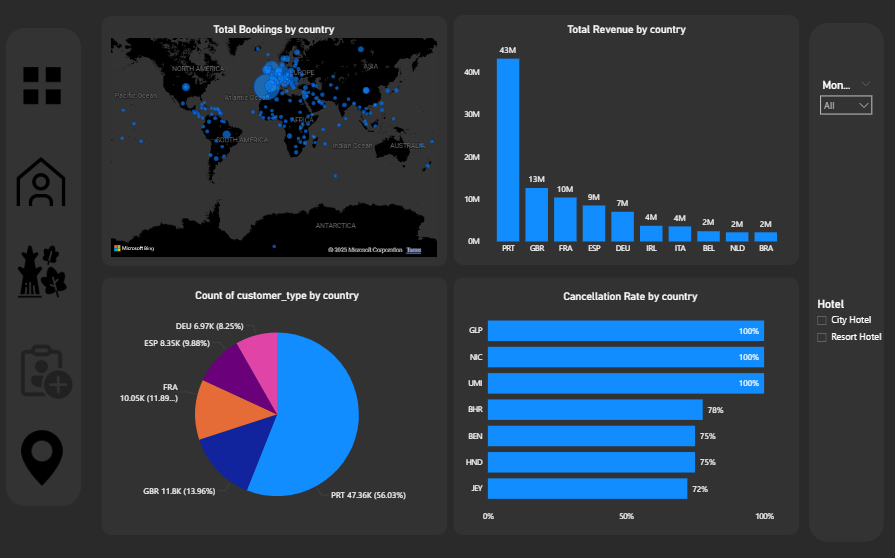 Total Bookings by country
NORTH AMERICA
EUROPE
ASIA
Pacific Ocean
Atlantic Ocean
AFRICA
SOUTH AMERICA
Indian Ocean
AUSTRALIA
ANTARCTICA
Microsoft Bing
© 2025 Microsoft Corporation Terms
Total Revenue by country
43M
40M
30M
20M
13M
10M
9M
7M
4M
4M
2M
2M
2M
10M
0M
PRT GBR FRA ESP DEU IRL ITA BEL NLD BRA
Mon...
All
Count of customer_type by country
DEU 6.97K (8.25%)
ESP 8.35K (9.88%)
FRA
10.05K (11.89...)
GBR 11.8K (13.96%)
PRT 47.36K (56.03%)
Cancellation Rate by country
GLP 100%
NIC 100%
UMI 100%
BHR 78%
BEN 75%
HND 75%
JEY 72%
0% 50% 100%
Hotel
City Hotel
Resort Hotel